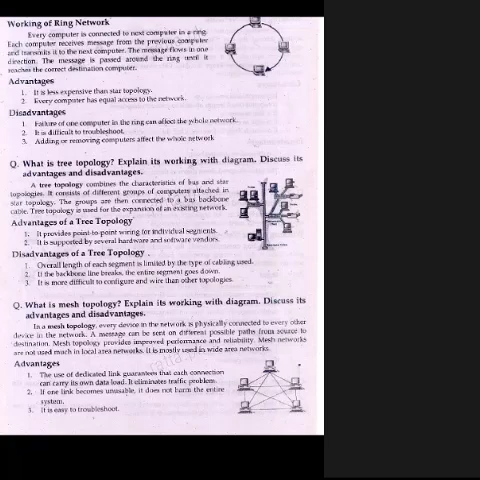 Working of Ring Network
Every computer is connected to next computer in a ring.
Each computer receives message from the previous computer
and transmits it to the next computer. The message flows in one
direction. The message is passed around the ring until it
reaches the correct destination computer.
Advantages
1. It is less expensive than star topology.
2. Every computer has equal access to the network.
Disadvantages
1. Failure of one computer in the ring can affect the whole network.
2. It is difficult to troubleshoot.
3. Adding or removing computers affect the whole network
Q. What is tree topology? Explain its working with diagram. Discuss its
advantages and disadvantages.
A tree topology combines the characteristics of bus and star
topologies. It consists of different groups of computers attached in
star topology. The groups are then connected to a bus backbone
cable. Tree topology is used for the expansion of an existing network.
Advantages of a Tree Topology
1. It provides point to point wiring for individual segments.
2. It is supported by several hardware and software vendors.
Disadvantages of a Tree Topology .
1. Overall length of each segment is limited by the type of cabling used.
2. If the backbone line breaks, the entire segment goes down.
3. It is more difficult to configure and wire than other topologies.
Q. What is mesh topology? Explain its working with diagram. Discuss its
advantages and disadvantages.
In a mesh topology, every device in the network is physically connected to every other
device in the network. A message can be sent on different possible paths from source to
destination. Mesh topology provides improved performance and reliability. Mesh networks
are not used much in local area networks. It is mostly used in wide area networks.
Advantages
1. The use of dedicated link guarantees that each connection
can carry its own data load. It eliminates traffic problem.
2. If one link becomes unusable, it does not harm the entire
system.
3. It is easy to troubleshoot.